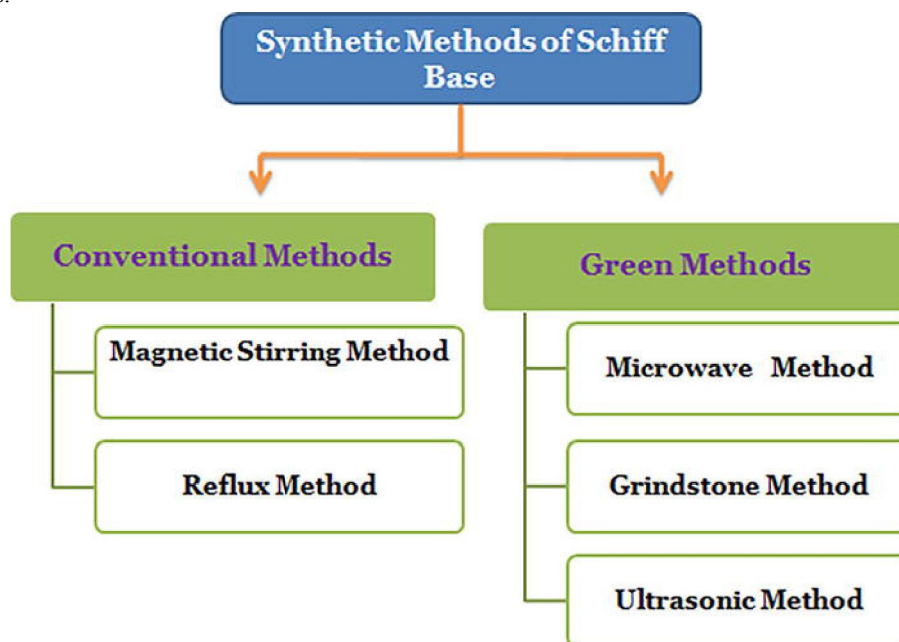 Synthetic Methods of Schiff
Base
Conventional Methods
Magnetic Stirring Method
Reflux Method
Green Methods
Microwave Method
Grindstone Method
Ultrasonic Method